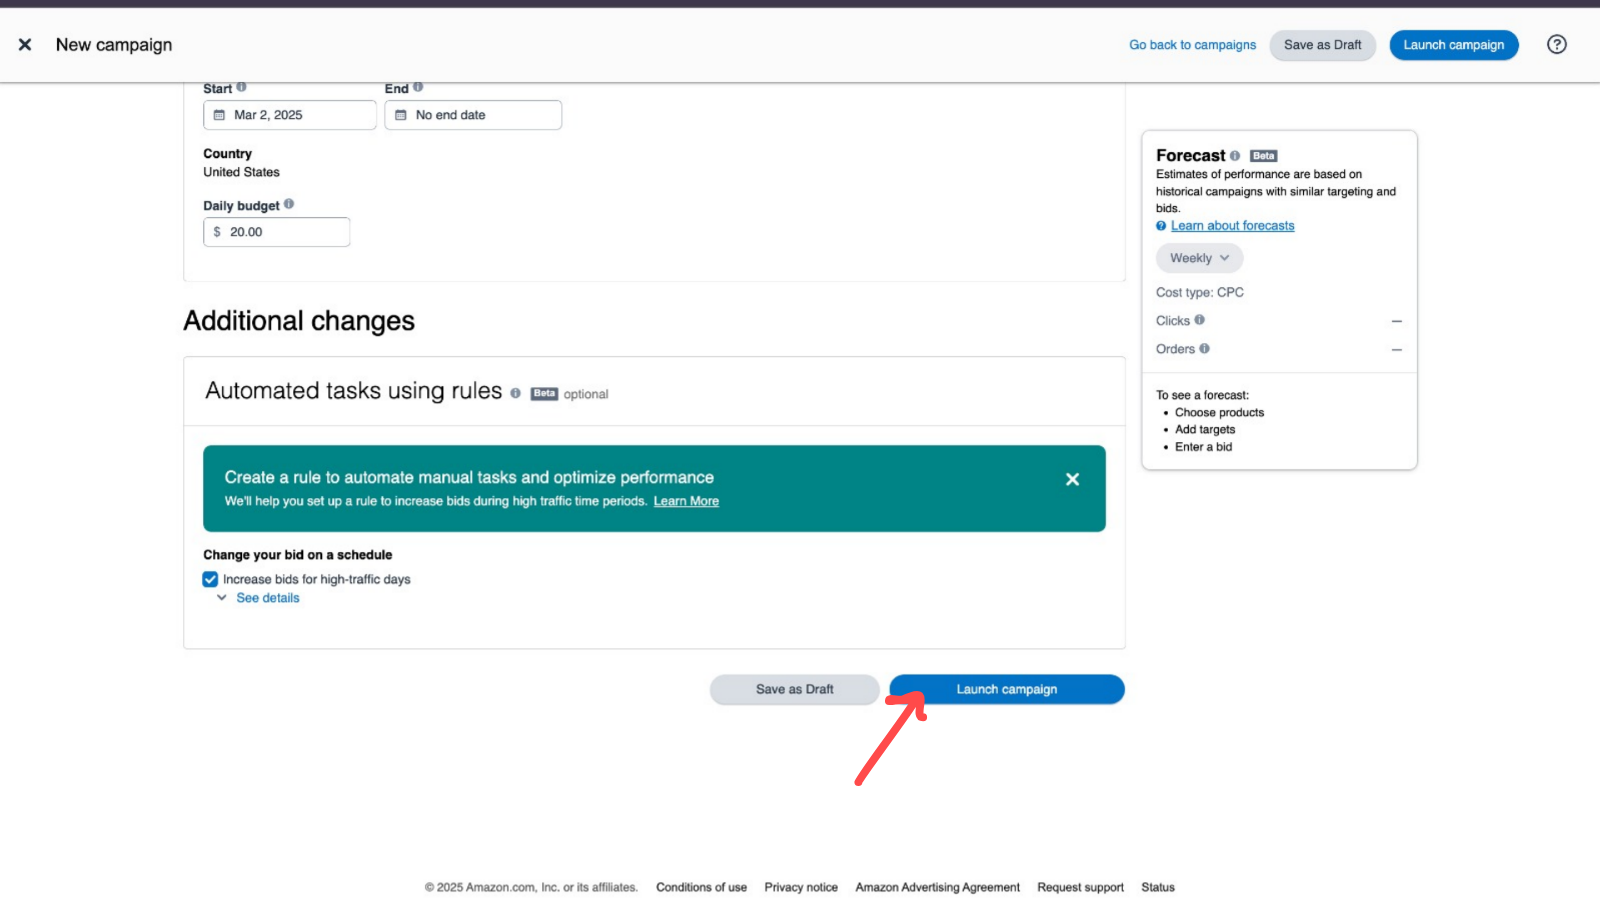 New campaign
Go back to campaigns
Save as Draft
Launch campaign
Start
End
Mar 2, 2025
No end date
Country
United States
Daily budget
$ 20.00
Forecast Beta
Estimates of performance are based on
historical campaigns with similar targeting and
bids.
Learn about forecasts
Weekly
Cost type: CPC
Clicks –
Orders –
To see a forecast:
• Choose products
• Add targets
• Enter a bid
Additional changes
Automated tasks using rules Beta optional
Create a rule to automate manual tasks and optimize performance
We'll help you set up a rule to increase bids during high traffic time periods. Learn More
Change your bid on a schedule
Increase bids for high-traffic days
See details
Save as Draft
Launch campaign
© 2025 Amazon.com, Inc. or its affiliates. Conditions of use Privacy notice Amazon Advertising Agreement Request support Status